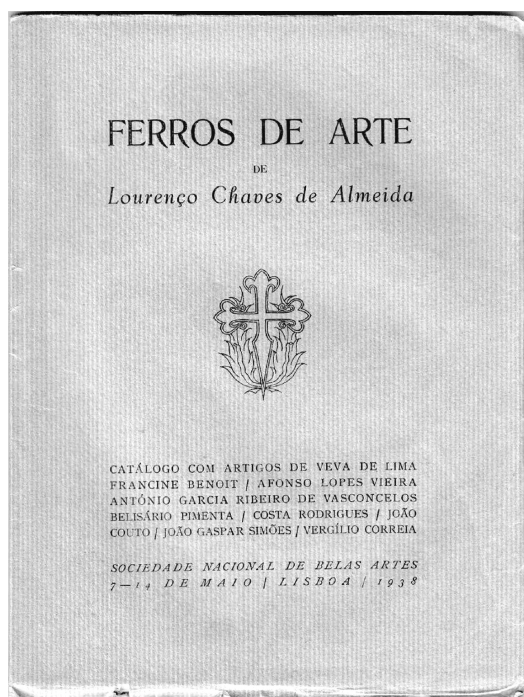 FERROS DE ARTE
DE
Lourenço Chaves de Almeida
CATÁLOGO COM ARTIGOS DE VEVA DE LIMA
FRANCINE BENOIT / AFONSO LOPES VIEIRA
ANTÓNIO GARCIA RIBEIRO DE VASCONCELOS
BELISÁRIO PIMENTA / COSTA RODRIGUES / JOÃO
COUTO / JOÃO GASPAR SIMÕES / VERGÍLIO CORREIA
SOCIEDADE NACIONAL DE BELAS ARTES
7—14 DE MAIO / LISBOA / 1938